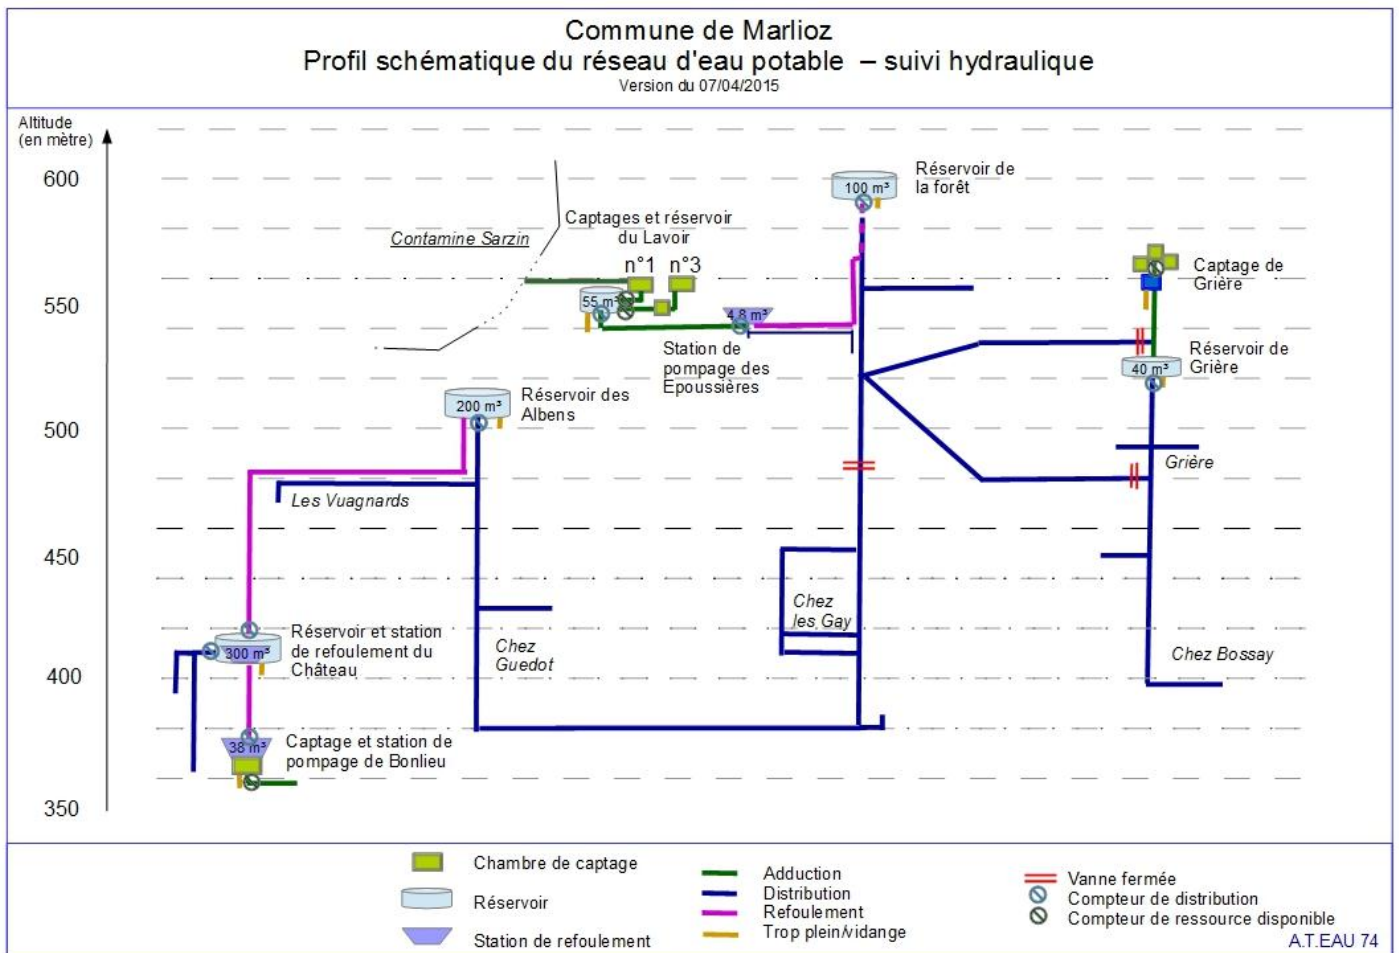 Commune de Marlioz
Profil schématique du réseau d'eau potable – suivi hydraulique
Version du 07/04/2015
Altitude
(en mètre)
600
550
500
450
400
350
Contamine Sarzin
Captages et réservoir
du Lavoir
n°1 n°3
55 m³
4,8 m³
Station de
pompage des
Epoussières
100 m³
Réservoir de
la forêt
Captage de
Grière
Réservoir de
Grière
40 m³
Grière
Chez Bossay
200 m³
Réservoir des
Albens
Les Vuagnards
Chez
Guedot
Chez
les Gay
300 m³
Réservoir et station
de refoulement du
Château
38 m³
Captage et station de
pompage de Bonlieu
Chambre de captage
Réservoir
Station de refoulement
Adduction
Distribution
Refoulement
Trop plein/vidange
Vanne fermée
Compteur de distribution
Compteur de ressource disponible
A.T.EAU 74